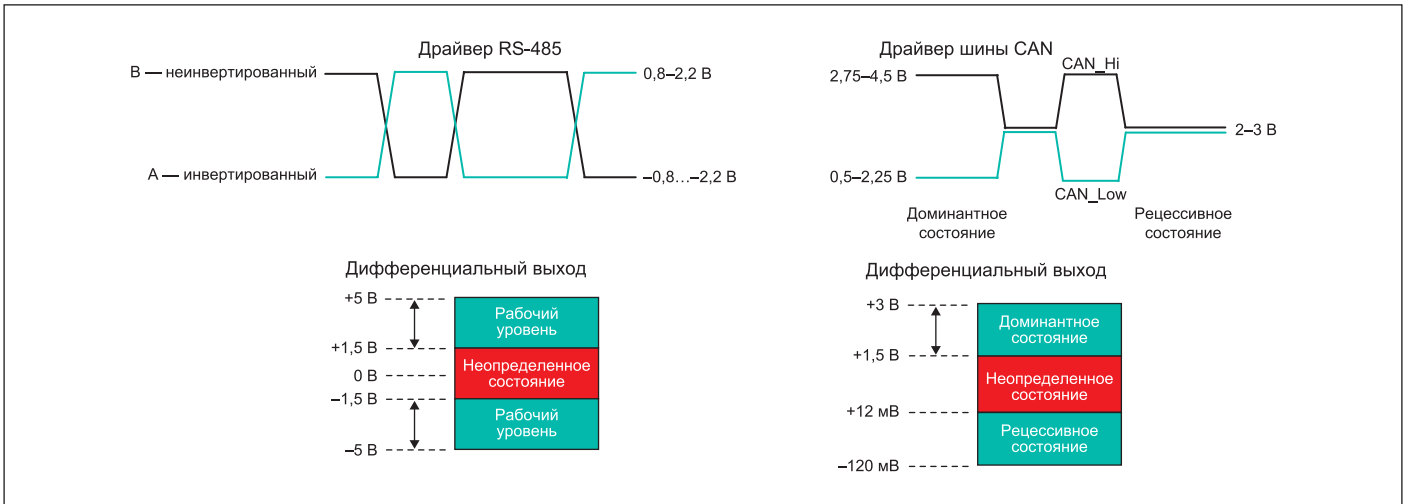 Драйвер RS-485
B — неинвертированный
0,8–2,2 В
A — инвертированный
–0,8...–2,2 В
Драйвер шины CAN
2,75–4,5 В
CAN_Hi
2–3 В
0,5–2,25 В
CAN_Low
Доминантное
состояние
Рецессивное
состояние
Дифференциальный выход
+5 В
Рабочий
уровень
+1,5 В
Неопределенное
состояние
0 В
–1,5 В
Рабочий
уровень
–5 В
Дифференциальный выход
+3 В
Доминантное
состояние
+1,5 В
Неопределенное
состояние
+12 мВ
Рецессивное
состояние
–120 мВ